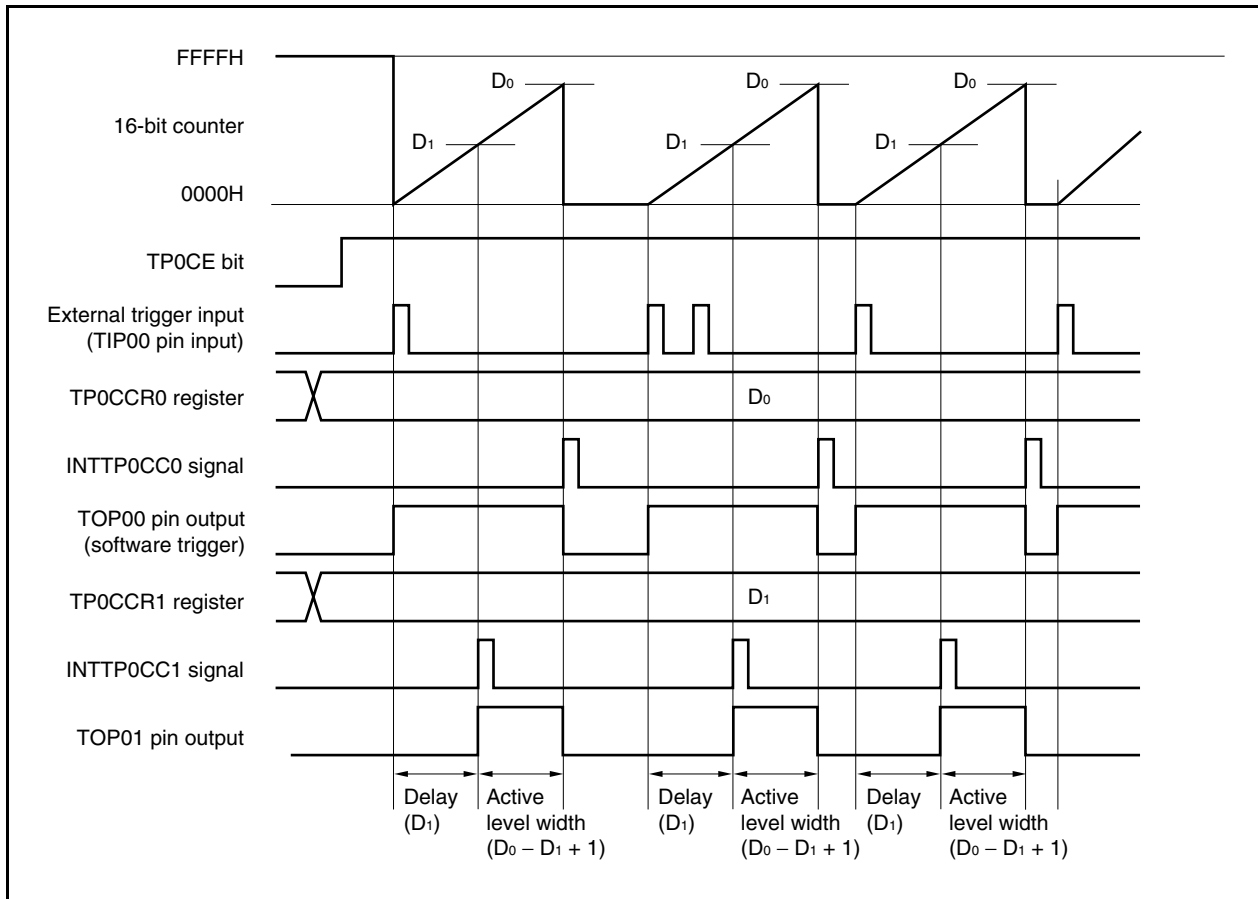 FFFFH
D₀
D₀
D₀
16-bit counter
D₁
D₁
D₁
0000H
TP0CE bit
External trigger input
(TIP00 pin input)
TP0CCR0 register
D₀
INTTP0CC0 signal
TOP00 pin output
(software trigger)
TP0CCR1 register
D₁
INTTP0CC1 signal
TOP01 pin output
Delay
(D₁)
Active
level width
(D₀ − D₁ + 1)
Delay
(D₁)
Active
level width
(D₀ − D₁ + 1)
Delay
(D₁)
Active
level width
(D₀ − D₁ + 1)